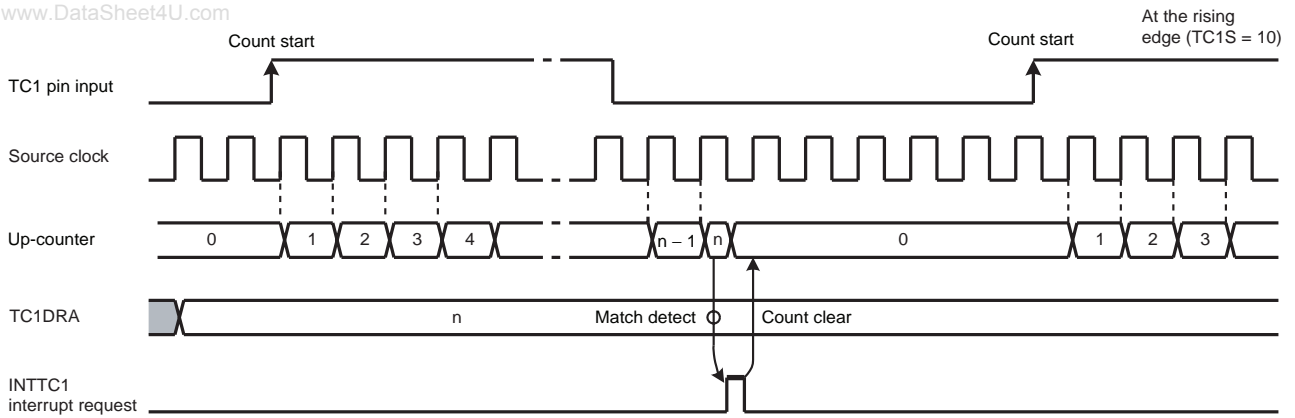 www.DataSheet4U.com
At the rising
edge (TC1S = 10)
Count start
Count start
TC1 pin input
Source clock
Up-counter
0
1
2
3
4
n – 1
n
0
1
2
3
TC1DRA
n
Match detect
Count clear
INTTC1
interrupt request